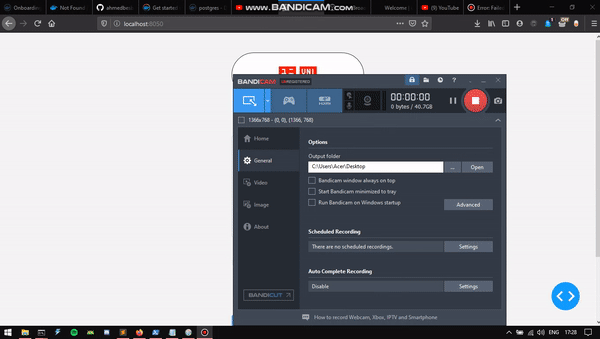 Onboardin
Not Found
ahmedbes
Get started
postgres -
www.BANDICAM.com
Welcome
(9) YouTube
Error: Failed
localhost:8050
UNI
BANDICAM UNREGISTERED
HDMI
00:00:00
0 bytes / 40.7GB
1366x768 - (0, 0), (1366, 768)
Home
General
Video
Image
About
BANDICUT
Options
Output folder
C:\Users\Acer\Desktop
...
Open
Bandicam window always on top
Start Bandicam minimized to tray
Run Bandicam on Windows startup
Advanced
Scheduled Recording
There are no scheduled recordings.
Settings
Auto Complete Recording
Disable
Settings
How to record Webcam, Xbox, IPTV and Smartphone
ENG
17:28